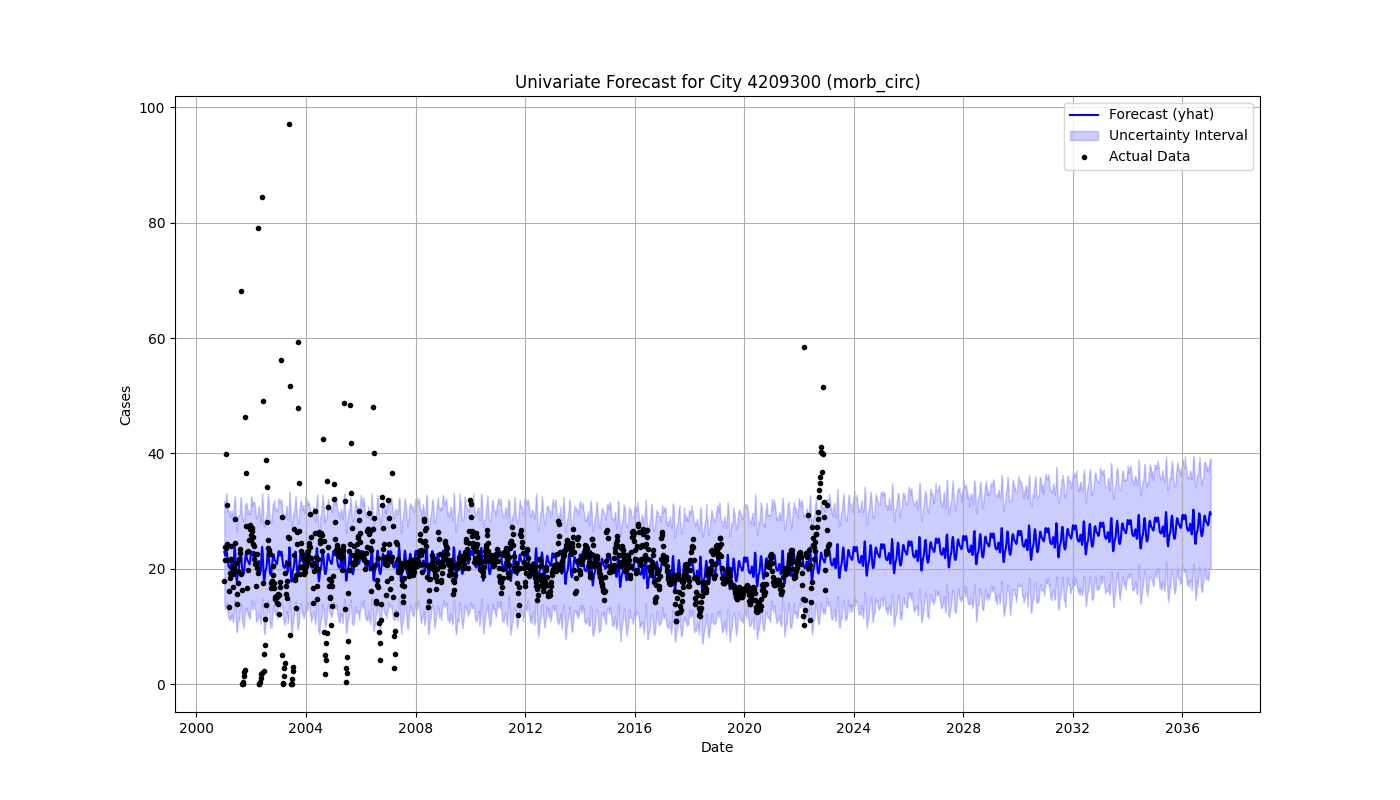 Univariate Forecast for City 4209300 (morb_circ)
Forecast (yhat)
Uncertainty Interval
Actual Data
Cases
100
80
60
40
20
0
2000 2004 2008 2012 2016 2020 2024 2028 2032 2036
Date